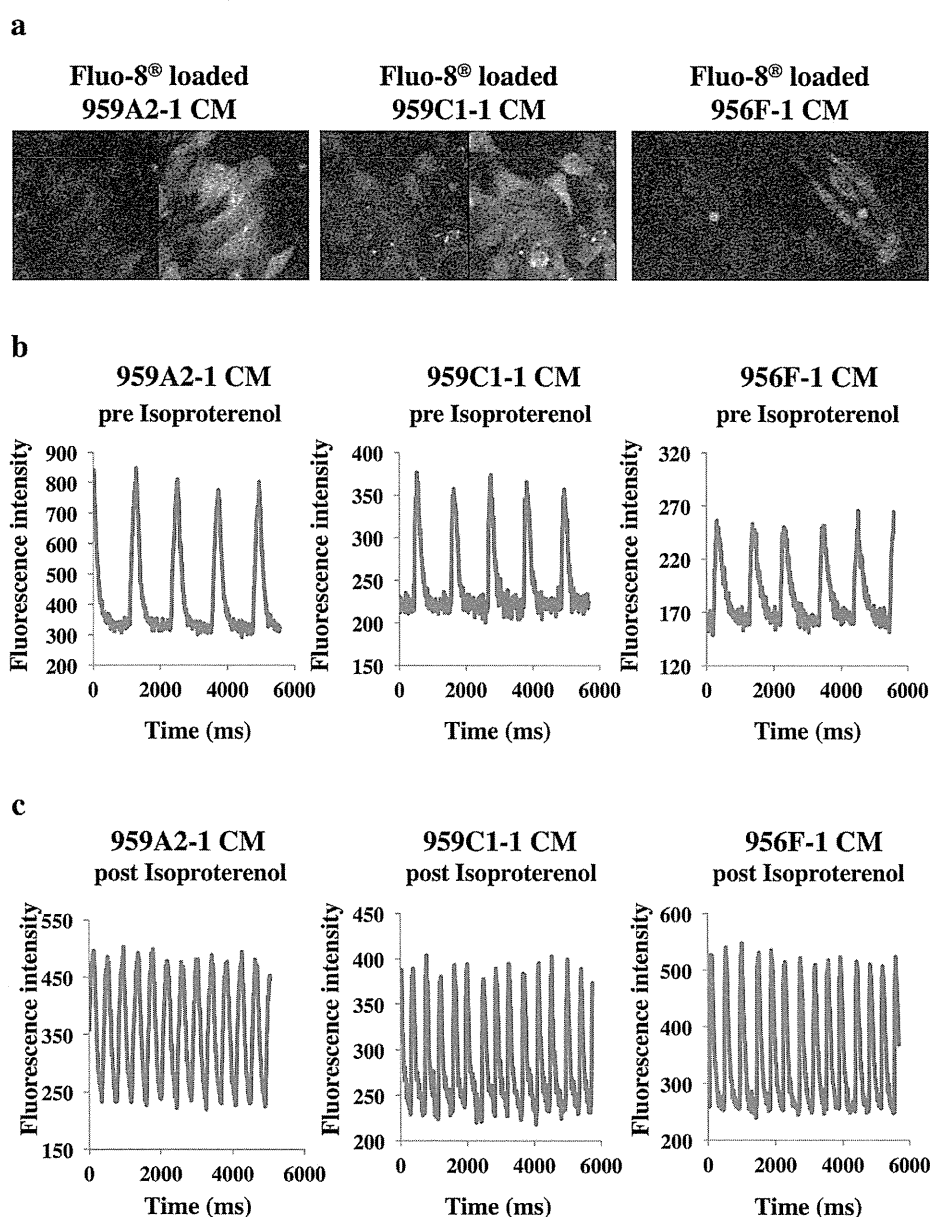 a
Fluo-8® loaded
959A2-1 CM
Fluo-8® loaded
959C1-1 CM
Fluo-8® loaded
956F-1 CM
b
959A2-1 CM
pre Isoproterenol
Fluorescence intensity
900
800
700
600
500
400
300
200
0 2000 4000 6000
Time (ms)
959C1-1 CM
pre Isoproterenol
Fluorescence intensity
400
350
300
250
200
150
0 2000 4000 6000
Time (ms)
956F-1 CM
pre Isoproterenol
Fluorescence intensity
320
270
220
170
120
0 2000 4000 6000
Time (ms)
c
959A2-1 CM
post Isoproterenol
Fluorescence intensity
550
450
350
250
150
0 2000 4000 6000
Time (ms)
959C1-1 CM
post Isoproterenol
Fluorescence intensity
450
400
350
300
250
200
0 2000 4000 6000
Time (ms)
956F-1 CM
post Isoproterenol
Fluorescence intensity
600
500
400
300
200
0 2000 4000 6000
Time (ms)